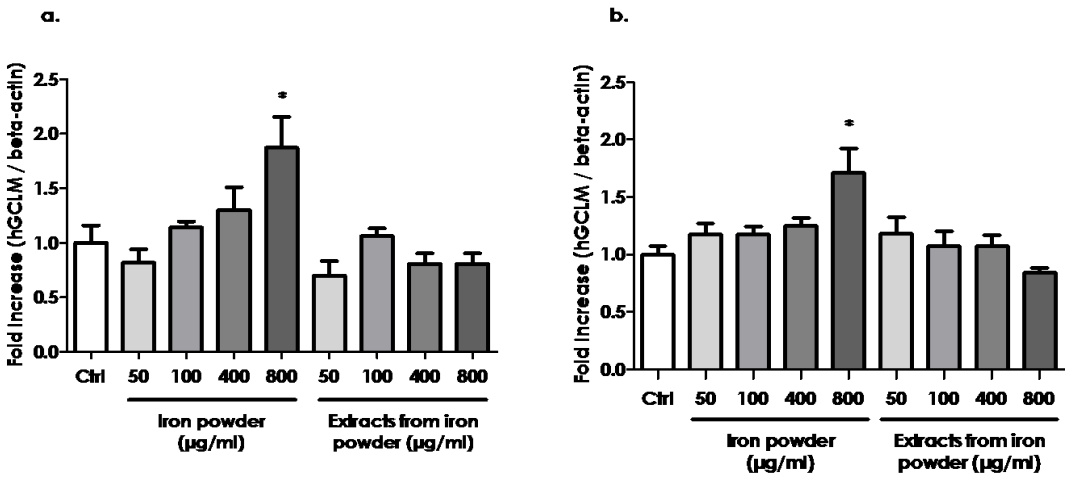 a.
Fold Increase (hGCLM / beta-actin)
2.5
2.0
1.5
1.0
0.5
0.0
*
Ctrl 50 100 400 800 50 100 400 800
Iron powder
(µg/ml)
Extracts from iron
powder (µg/ml)
b.
Fold Increase (hGCLM / beta-actin)
2.5
2.0
1.5
1.0
0.5
0.0
*
Ctrl 50 100 400 800 50 100 400 800
Iron powder
(µg/ml)
Extracts from iron
powder (µg/ml)